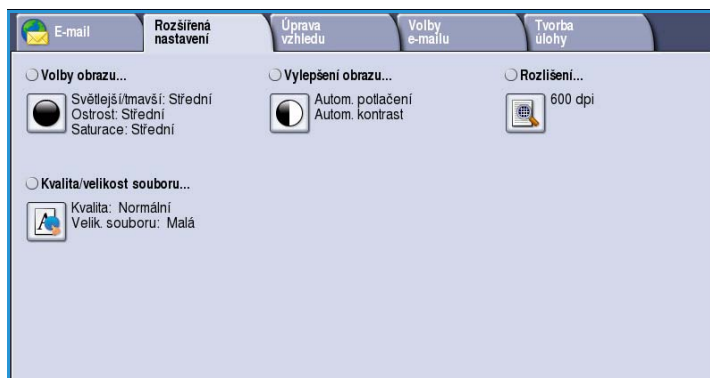 E-mail
Rozšířená
nastavení
Úprava
vzhledu
Volby
e-mailu
Tvorba
úlohy
Volby obrazu...
Světlejší/tmavší: Střední
Ostrost: Střední
Saturace: Střední
Vylepšení obrazu...
Autom. potlačení
Autom. kontrast
Rozlišení...
600 dpi
Kvalita/velikost souboru...
Kvalita: Normální
Velik. souboru: Malá